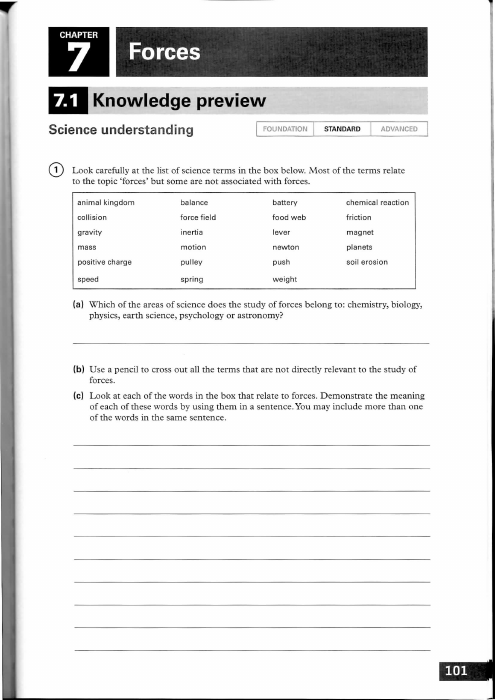 CHAPTER
7
Forces
7.1 Knowledge preview
Science understanding
FOUNDATION STANDARD ADVANCED
1 Look carefully at the list of science terms in the box below. Most of the terms relate
to the topic ‘forces’ but some are not associated with forces.
animal kingdom balance battery chemical reaction
collision force field food web friction
gravity inertia lever magnet
mass motion newton planets
positive charge pulley push soil erosion
speed spring weight
(a) Which of the areas of science does the study of forces belong to: chemistry, biology,
physics, earth science, psychology or astronomy?
(b) Use a pencil to cross out all the terms that are not directly relevant to the study of
forces.
(c) Look at each of the words in the box that relate to forces. Demonstrate the meaning
of each of these words by using them in a sentence. You may include more than one
of the words in the same sentence.
101